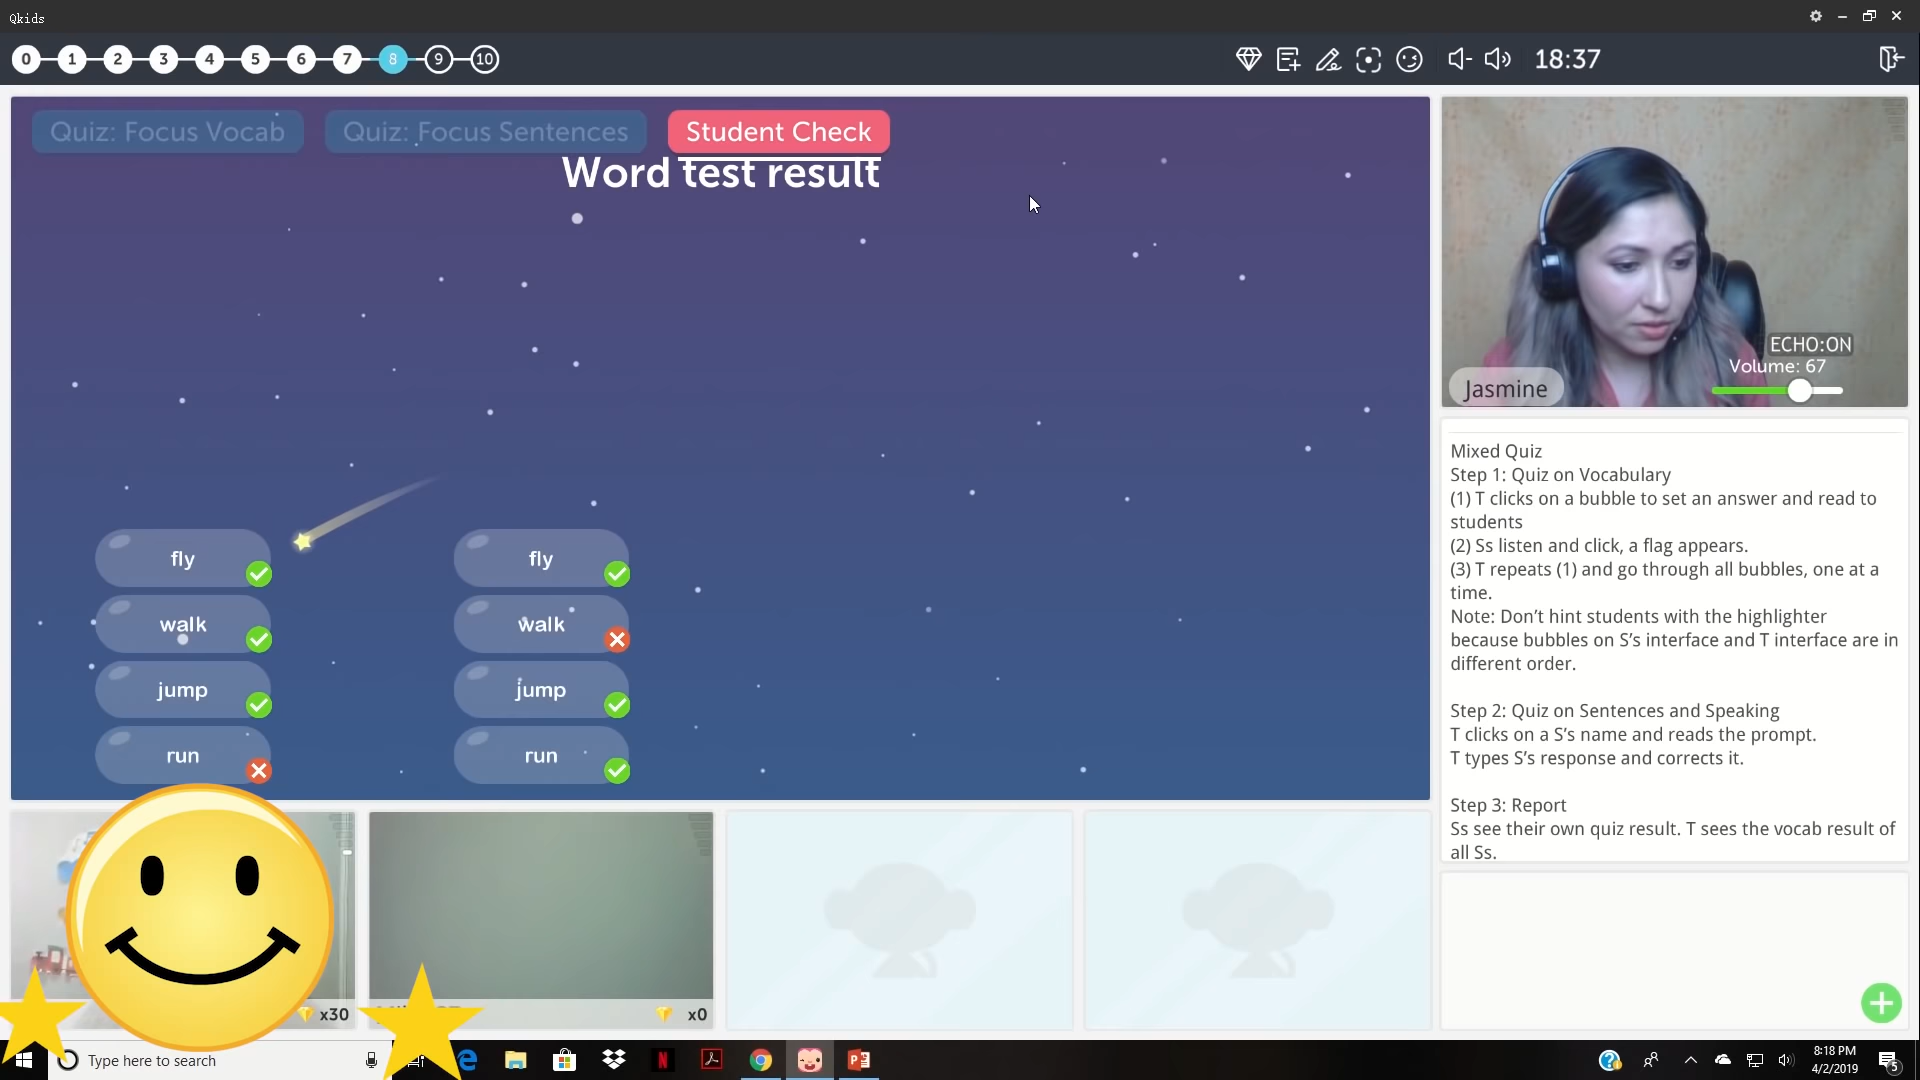 Qkids
0 1 2 3 4 5 6 7 8 9 10
18:37
Quiz: Focus Vocab
Quiz: Focus Sentences
Student Check
Word test result
fly
walk
jump
run
fly
walk
jump
run
ECHO:ON
Volume: 67
Jasmine
Mixed Quiz
Step 1: Quiz on Vocabulary
(1) T clicks on a bubble to set an answer and read to
students
(2) Ss listen and click, a flag appears.
(3) T repeats (1) and go through all bubbles, one at a
time.
Note: Don’t hint students with the highlighter
because bubbles on S’s interface and T interface are in
different order.
Step 2: Quiz on Sentences and Speaking
T clicks on a S’s name and reads the prompt.
T types S’s response and corrects it.
Step 3: Report
Ss see their own quiz result. T sees the vocab result of
all Ss.
x30
x0
Type here to search
8:18 PM
4/2/2019
5